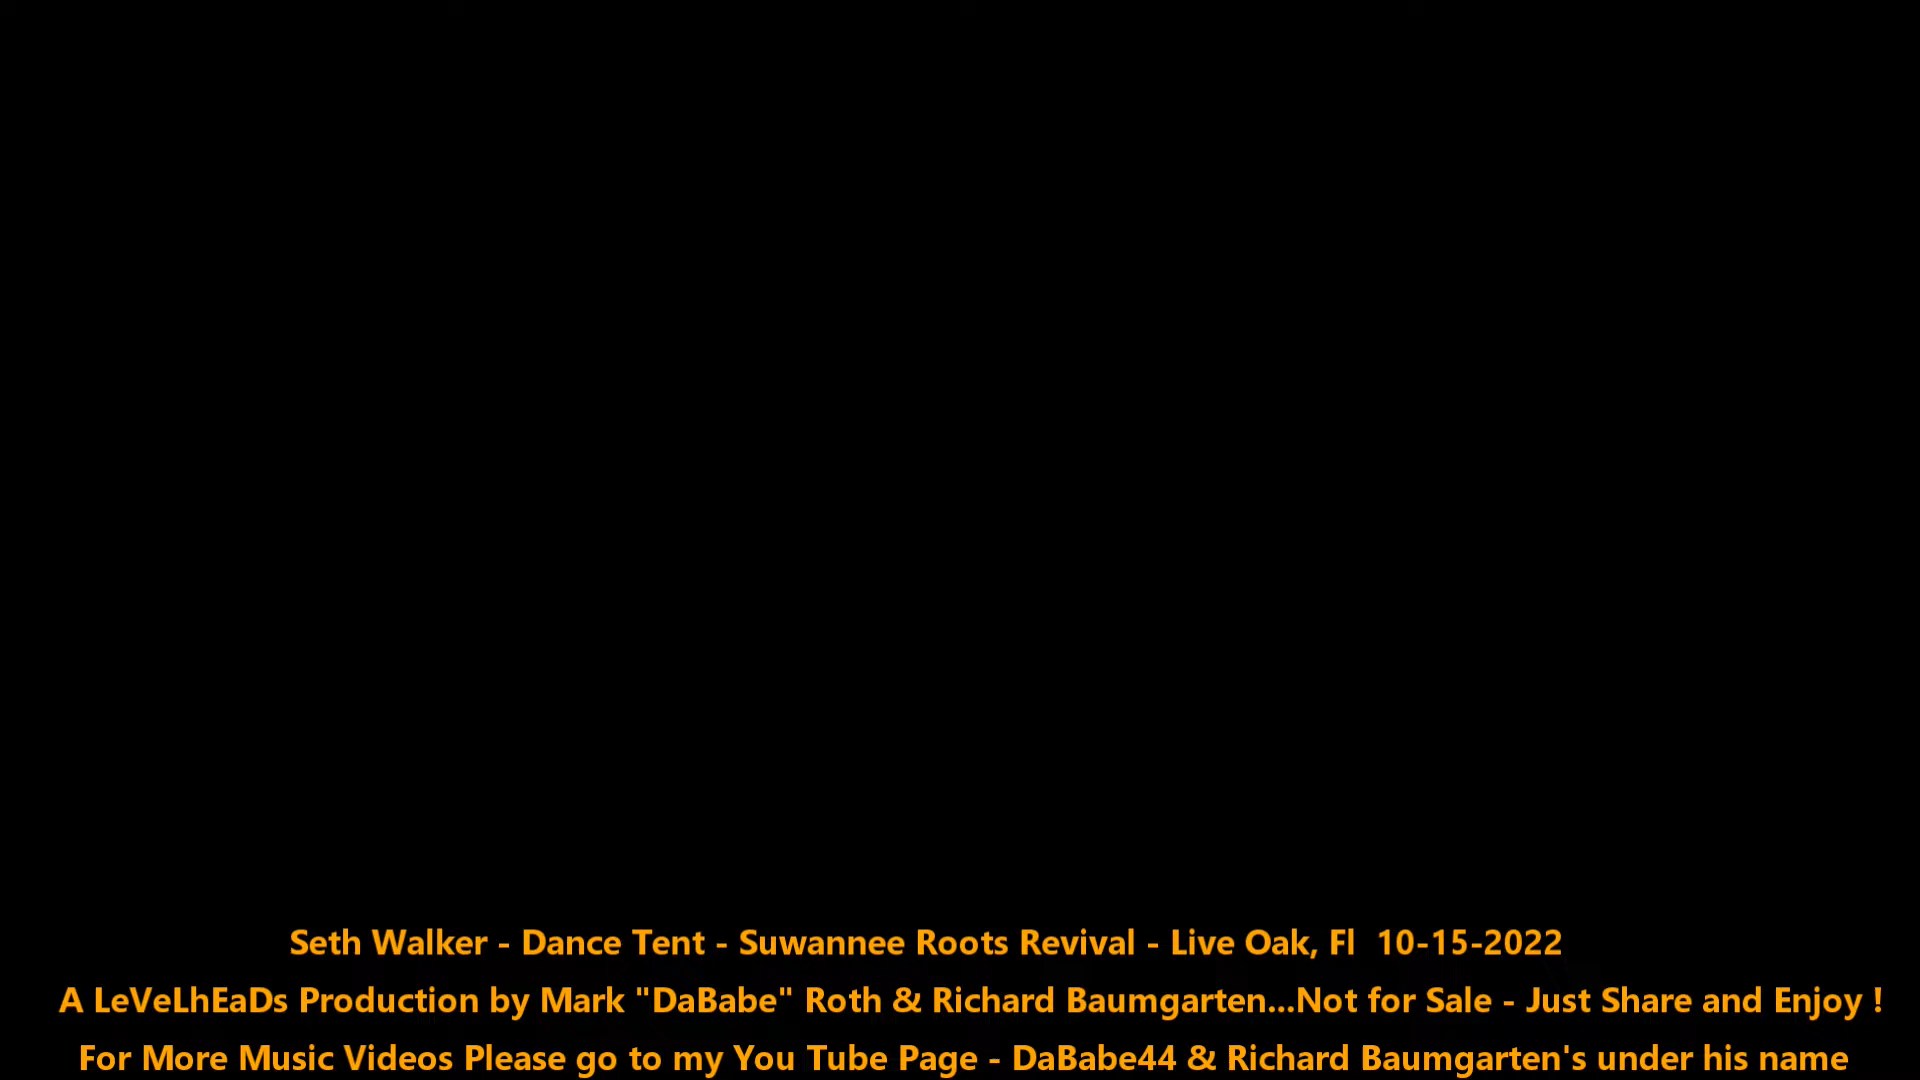 Seth Walker - Dance Tent - Suwannee Roots Revival - Live Oak, Fl  10-15-2022
A LeVeLhEaDs Production by Mark "DaBabe" Roth & Richard Baumgarten...Not for Sale - Just Share and Enjoy !
For More Music Videos Please go to my You Tube Page - DaBabe44 & Richard Baumgarten's under his name